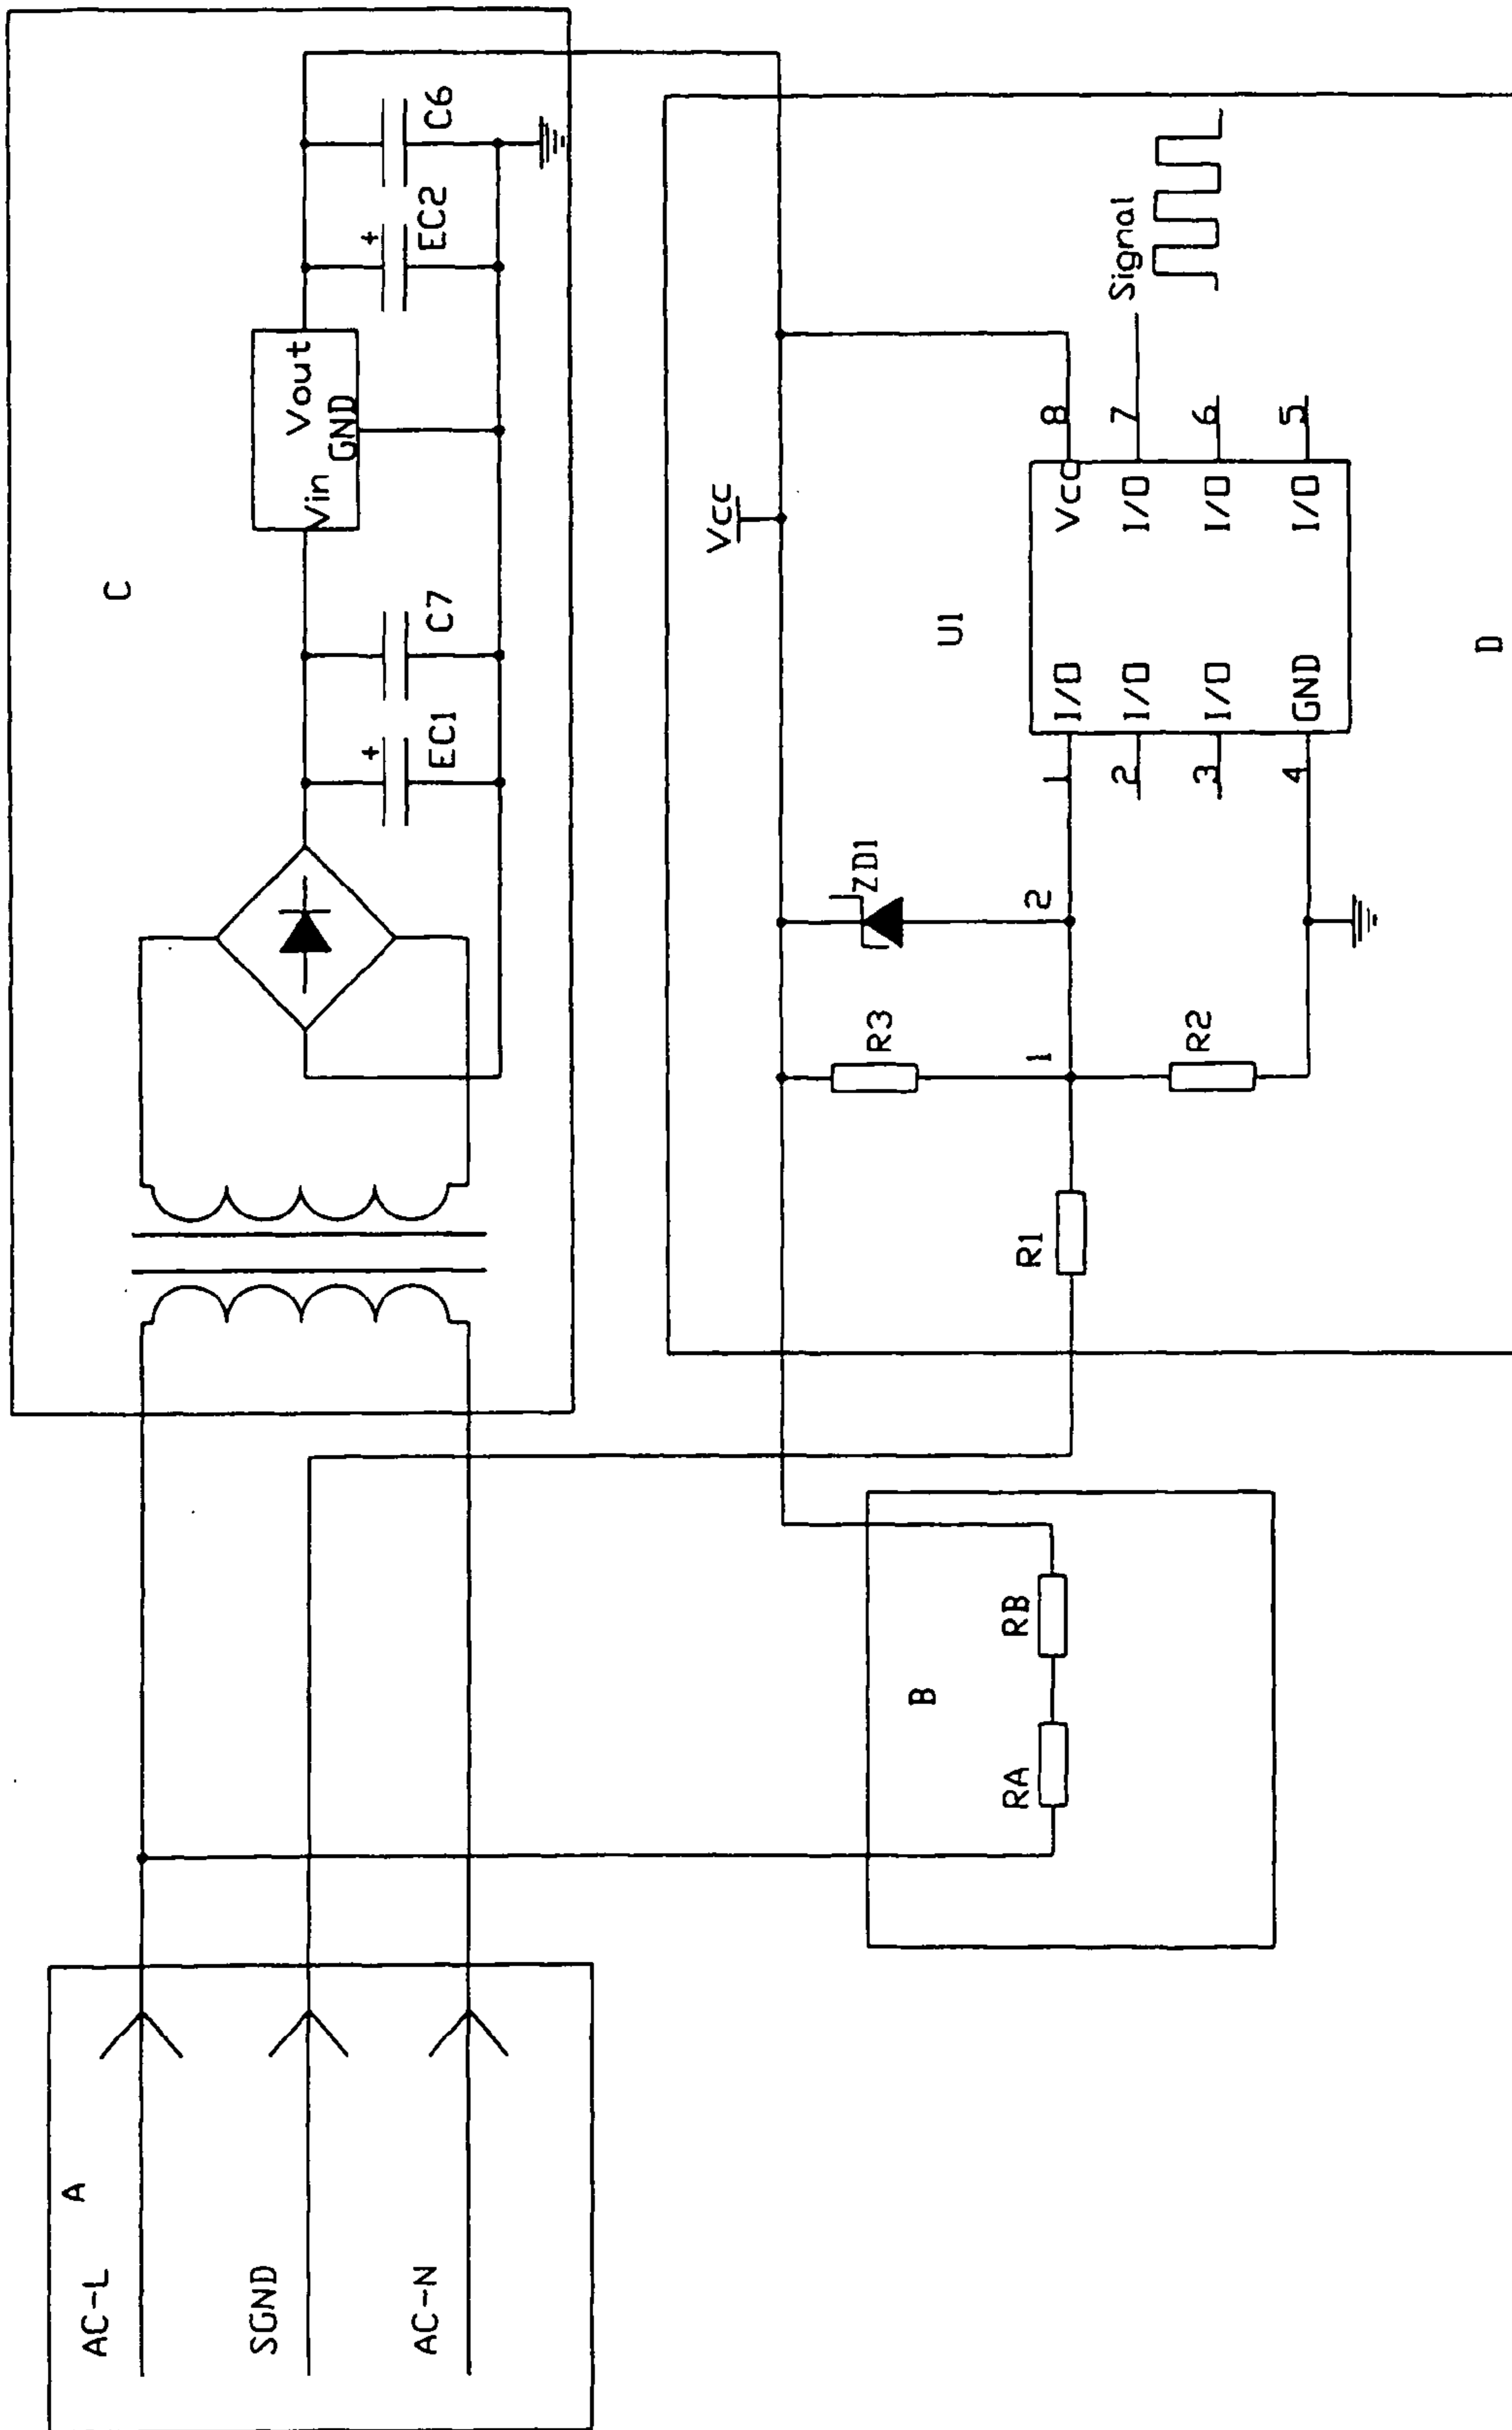 A
AC-L
SGND
AC-N
B
RA
RB
C
EC1
+
C7
Vin
Vout
GND
EC2
+
C6
Vcc
R1
R3
R2
1
2
ZD1
U1
1
2
3
4
I/O
I/O
I/O
GND
Vcc
I/O
I/O
I/O
8
7
6
5
Signal
D